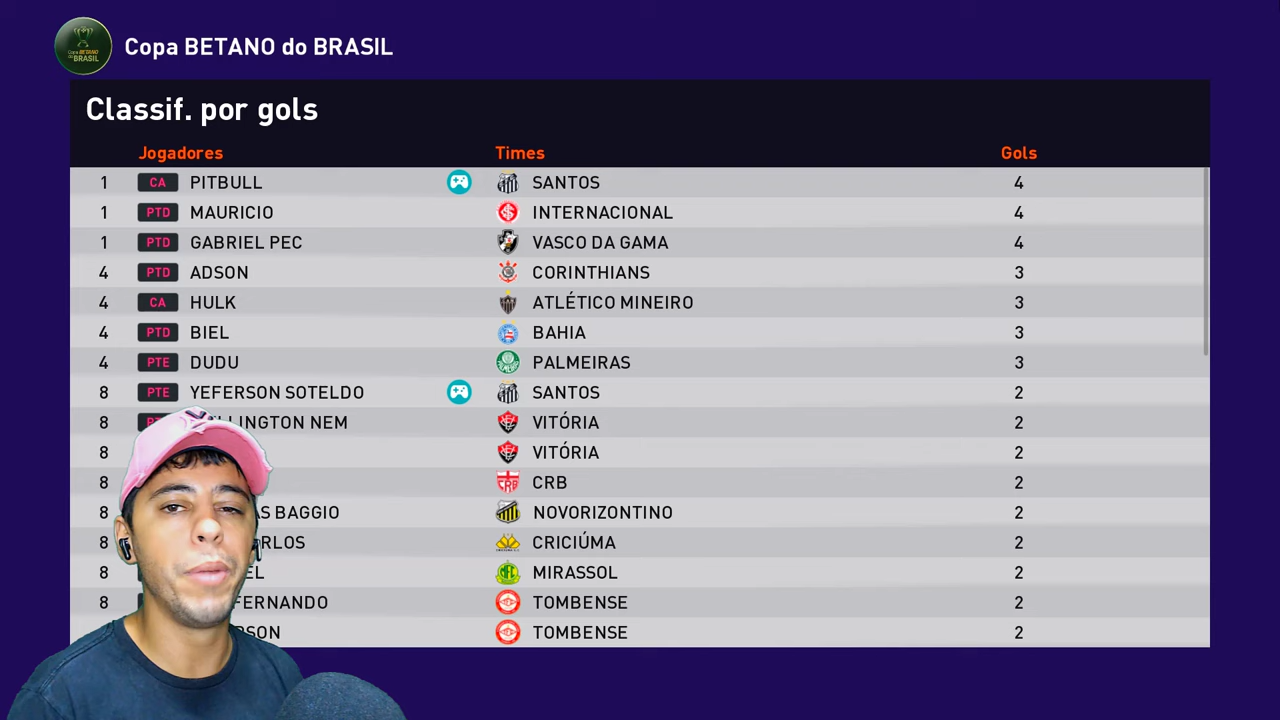 Copa BETANO do BRASIL
Classif. por gols
Jogadores Times Gols
1 CA PITBULL SANTOS 4
1 PTD MAURICIO INTERNACIONAL 4
1 PTD GABRIEL PEC VASCO DA GAMA 4
4 PTD ADSON CORINTHIANS 3
4 CA HULK ATLÉTICO MINEIRO 3
4 PTD BIEL BAHIA 3
4 PTE DUDU PALMEIRAS 3
8 PTE YEFERSON SOTELDO SANTOS 2
8 NEM VITÓRIA 2
8 VITÓRIA 2
8 CRB CRB 2
8 BAGGIO NOVORIZONTINO 2
8 CRICIÚMA 2
8 MIRASSOL 2
8 FERNANDO TOMBENSE 2
8 TOMBENSE 2